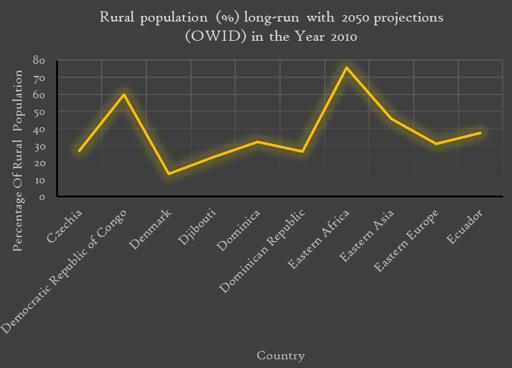 Rural population (%) long-run with 2050 projections
(OWID) in the Year 2010
Percentage Of Rural Population
80
70
60
50
40
30
20
10
0
Czechia
Democratic Republic of Congo
Denmark
Djibouti
Dominica
Dominican Republic
Eastern Africa
Eastern Asia
Eastern Europe
Ecuador
Country